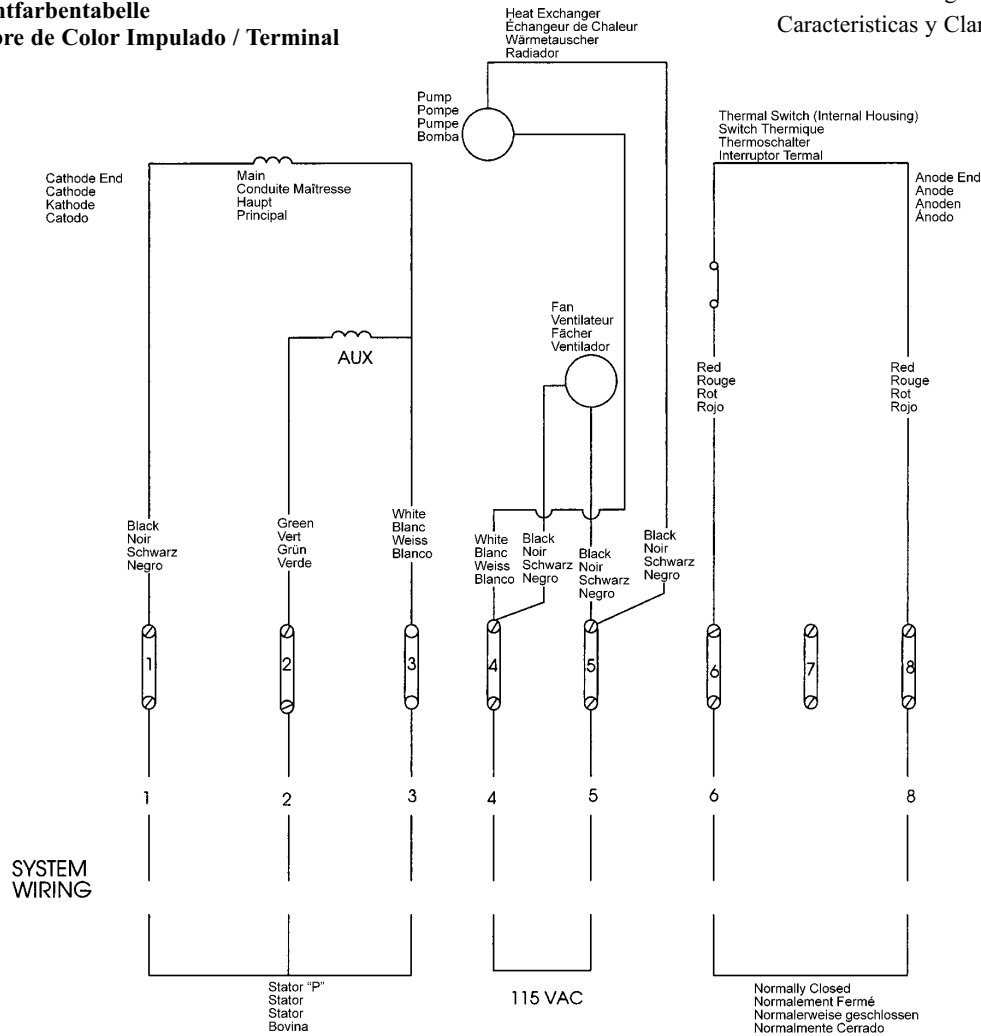 ntfarbentabelle
bre de Color Impulado / Terminal
Caracteristicas y Clar
Heat Exchanger
Échangeur de Chaleur
Wärmetauscher
Radiador
Pump
Pompe
Pumpe
Bomba
Thermal Switch (Internal Housing)
Switch Thermique
Thermoschalter
Interruptor Termal
Cathode End
Cathode
Kathode
Catodo
Main
Conduite Maîtresse
Haupt
Principal
Anode End
Anode
Anoden
Ánodo
Fan
Ventilateur
Fächer
Ventilador
AUX
Red
Rouge
Rot
Rojo
Red
Rouge
Rot
Rojo
Black
Noir
Schwarz
Negro
Green
Vert
Grün
Verde
White
Blanc
Weiss
Blanco
White
Blanc
Weiss
Blanco
Black
Noir
Schwarz
Negro
Black
Noir
Schwarz
Negro
Black
Noir
Schwarz
Negro
1 2 3 4 5 6 7 8
1 2 3 4 5 6 8
SYSTEM
WIRING
Stator "P"
Stator
Stator
Bovina
115 VAC
Normally Closed
Normalement Fermé
Normalerweise geschlossen
Normalmente Cerrado